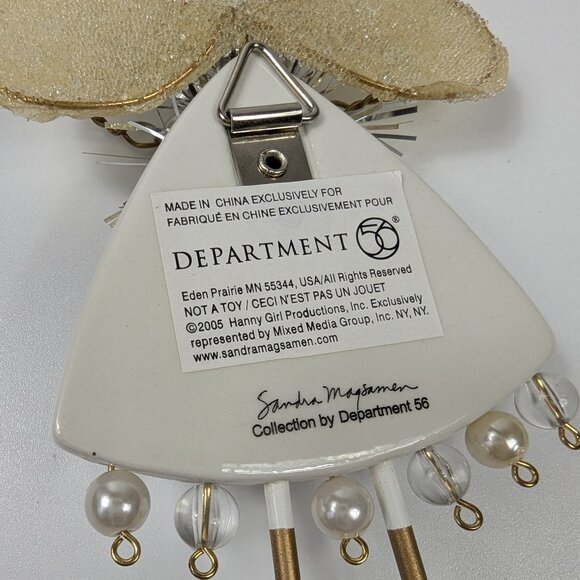 MADE IN CHINA EXCLUSIVELY FOR
FABRIQUÉ EN CHINE EXCLUSIVEMENT POUR
DEPARTMENT 56®
Eden Prairie MN 55344, USA/All Rights Reserved
NOT A TOY / CECI N'EST PAS UN JOUET
©2005 Hanny Girl Productions, Inc. Exclusively
represented by Mixed Media Group, Inc. NY, NY.
www.sandramagsamen.com
Sandra Magsamen
Collection by Department 56